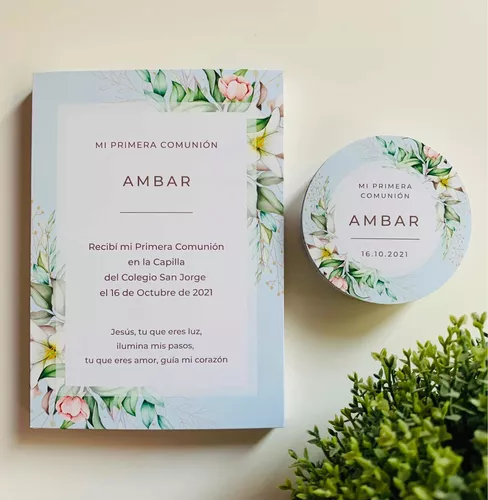 MI PRIMERA COMUNIÓN
AMBAR
Recibí mi Primera Comunión
en la Capilla
del Colegio San Jorge
el 16 de Octubre de 2021
Jesús, tu que eres luz,
ilumina mis pasos,
tu que eres amor, guía mi corazón
MI PRIMERA
COMUNIÓN
AMBAR
16.10.2021